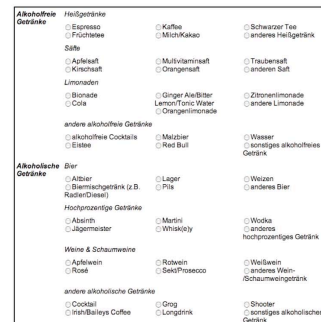 Alkoholfreie Getränke
Heißgetränke
Espresso Kaffee Schwarzer Tee
Früchtetee Milch/Kakao anderes Heißgetränk
Säfte
Apfelsaft Multivitaminsaft Traubensaft
Kirschsaft Orangensaft anderen Saft
Limonaden
Bionade Ginger Ale/Bitter Lemon/Tonic Water Zitronenlimonade
Cola Orangenlimonade andere Limonade
andere alkoholfreie Getränke
alkoholfreie Cocktails Malzbier Wasser
Eistee Red Bull sonstiges alkoholfreies Getränk
Alkoholische Getränke
Bier
Altbier Lager Weizen
Biermischgetränk (z.B. Radler/Diesel) Pils anderes Bier
Hochprozentige Getränke
Absinth Martini Wodka
Jägermeister Whisk(e)y anderes hochprozentiges Getränk
Weine & Schaumweine
Apfelwein Rotwein Weißwein
Rosé Sekt/Prosecco anderes Wein-/Schaumweingetränk
andere alkoholische Getränke
Cocktail Grog Shooter
Irish/Baileys Coffee Longdrink sonstiges alkoholisches Getränk